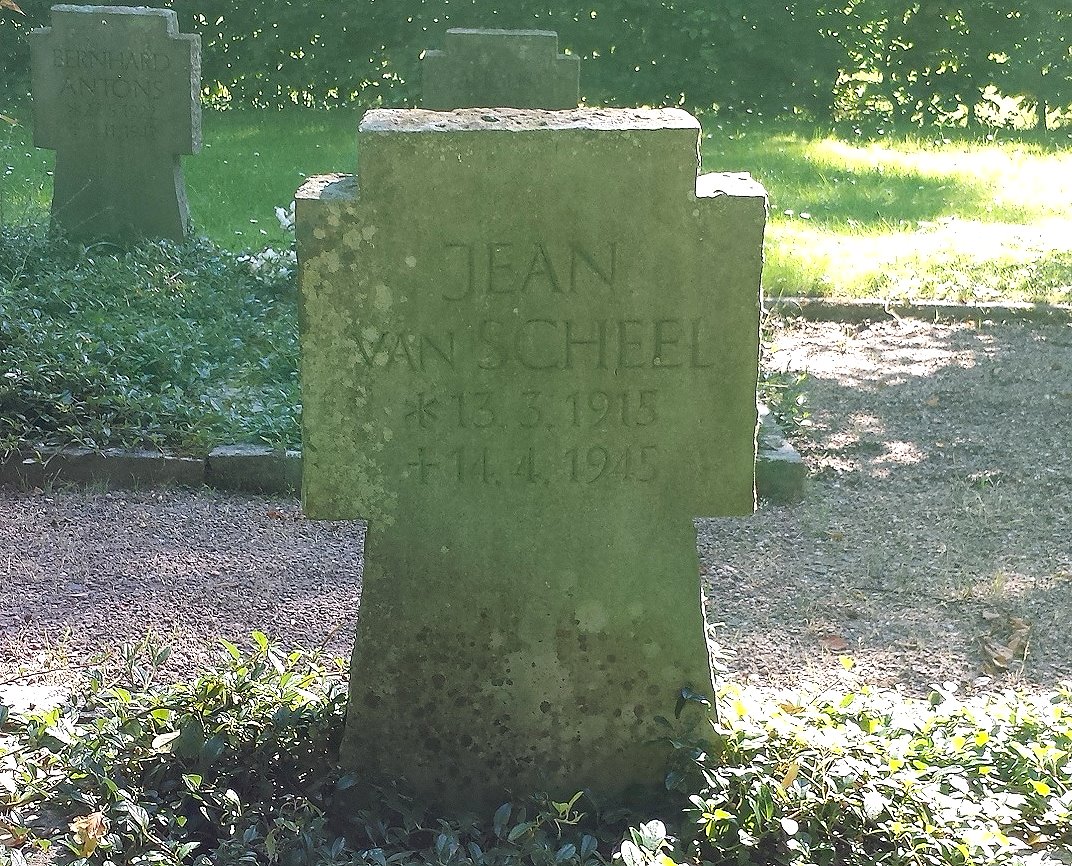 BERNHARD
ANTONS
JEAN
VAN SCHEEL
*13.3.1915
+14.4.1945